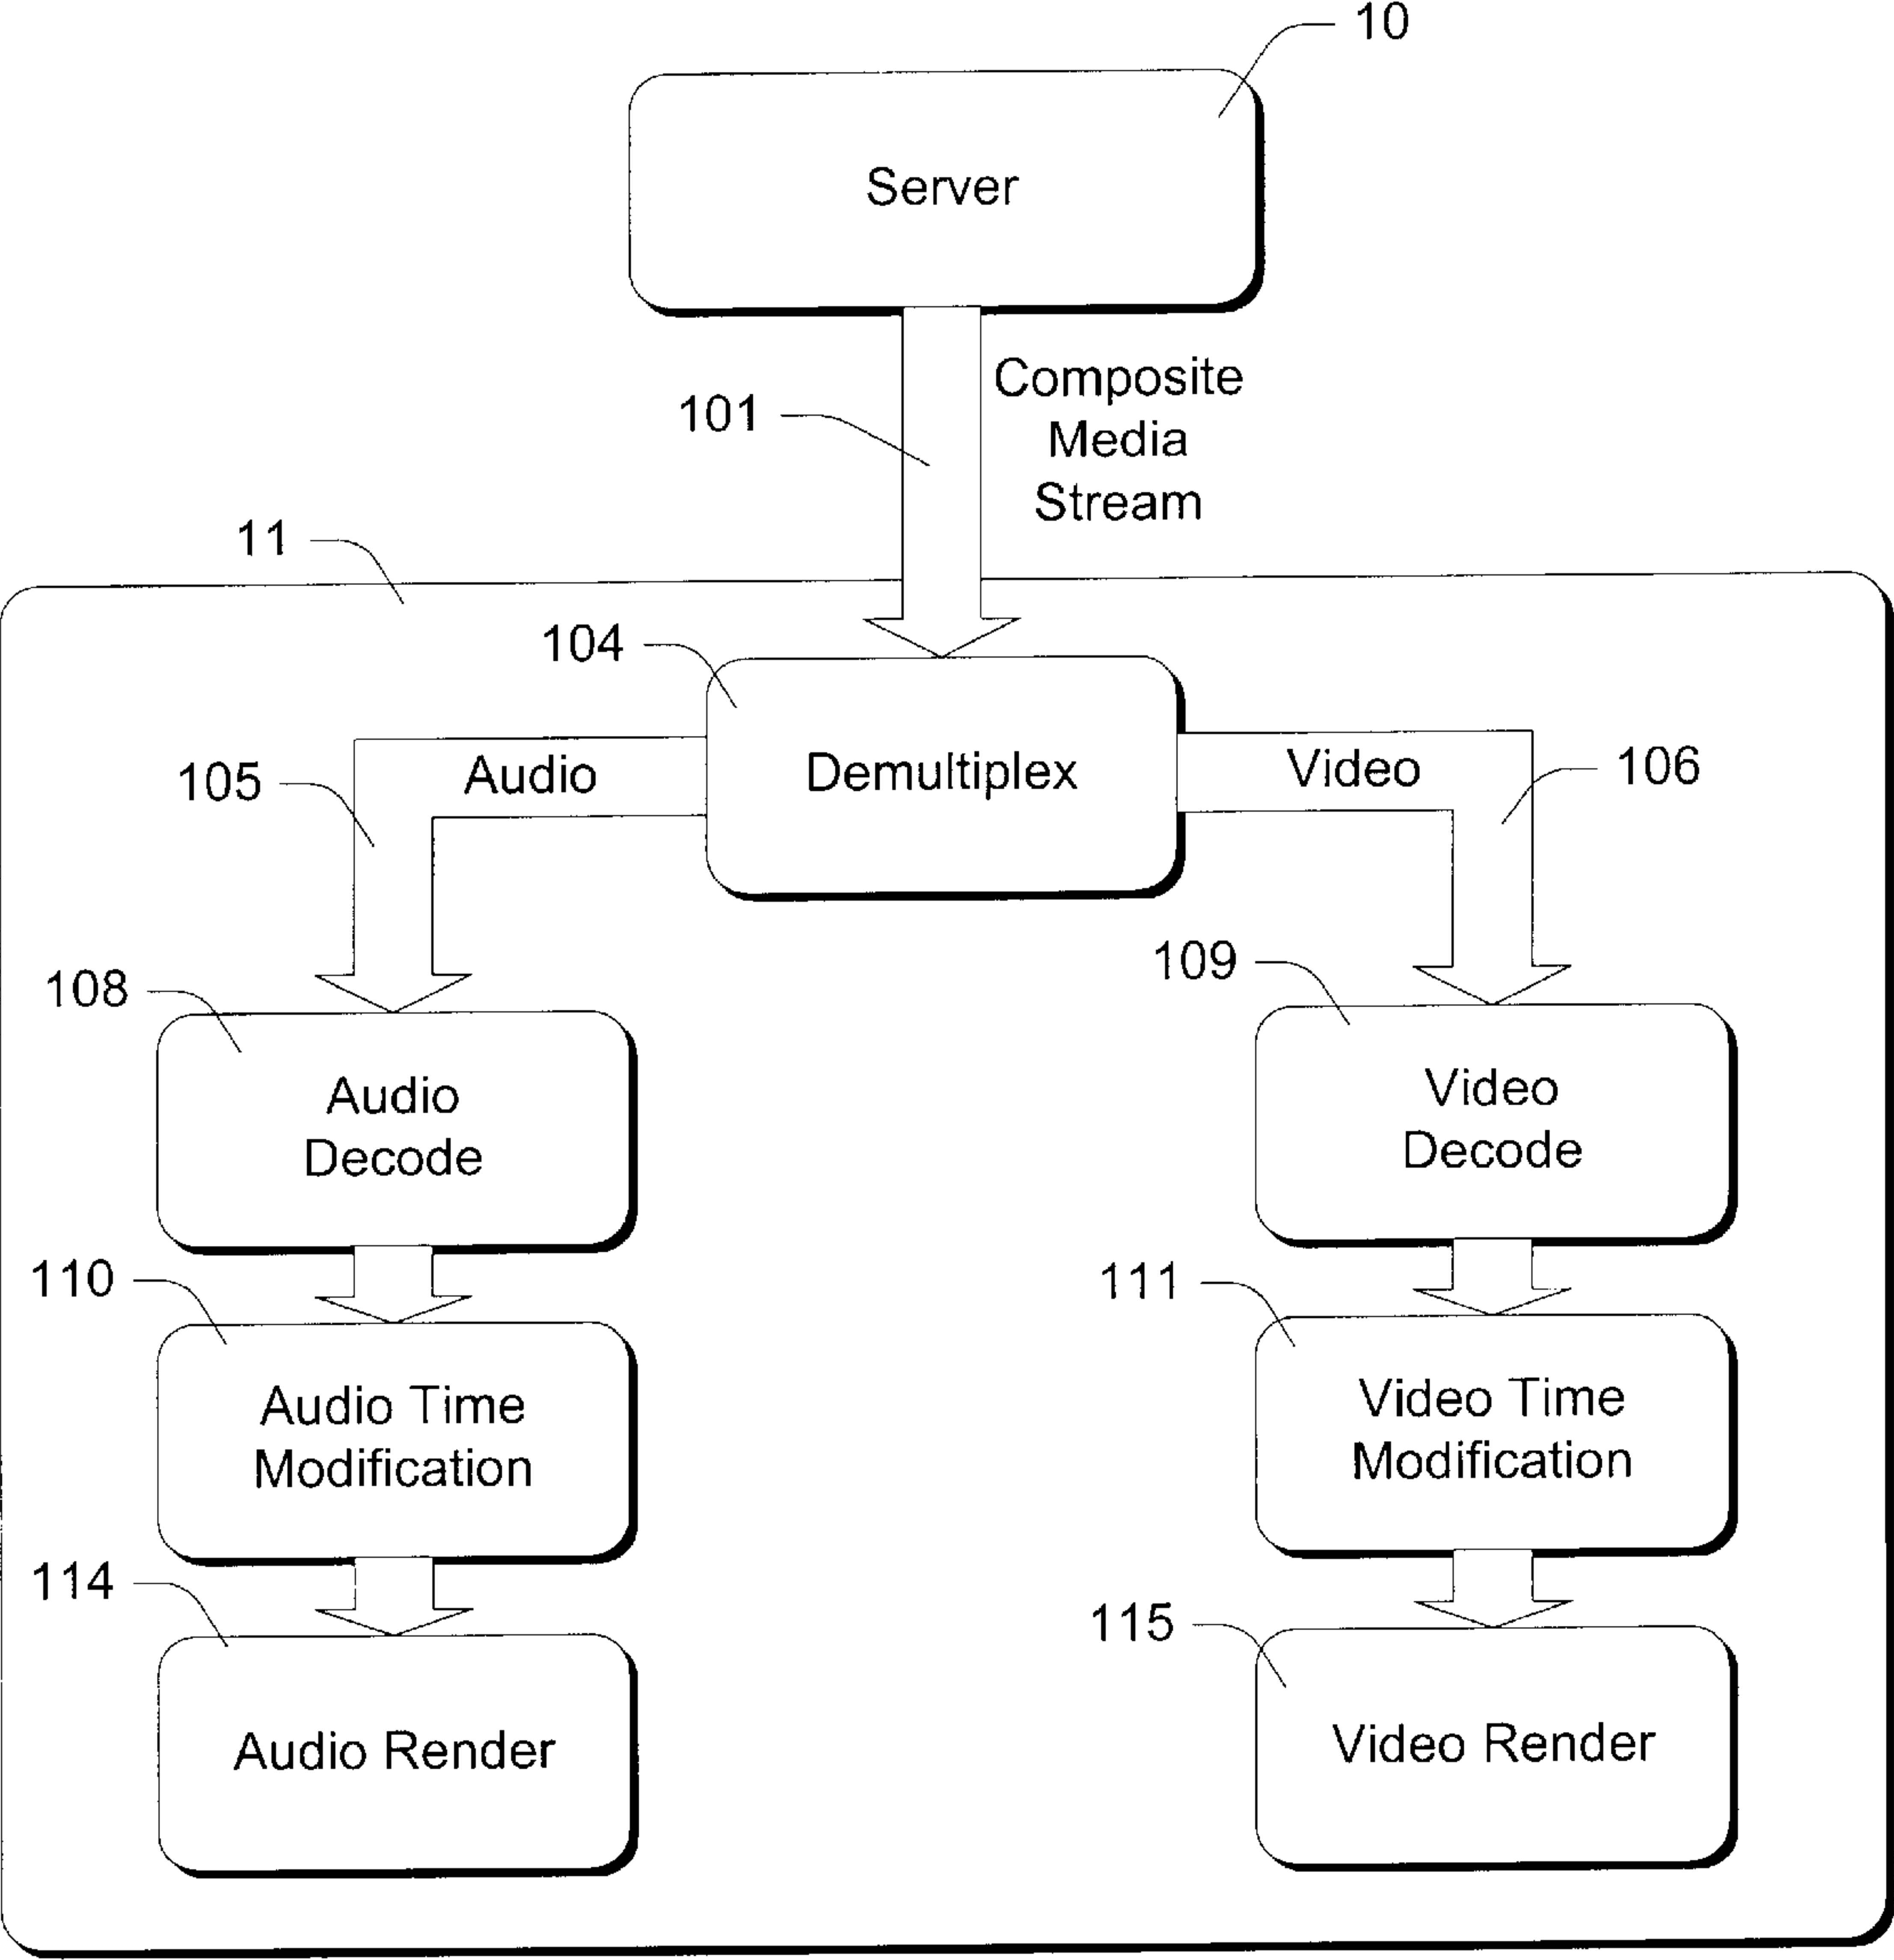 10
Server
101
Composite
Media
Stream
11
104
105
Audio
Demultiplex
Video
106
108
109
Audio
Decode
Video
Decode
110
111
Audio Time
Modification
Video Time
Modification
114
115
Audio Render
Video Render